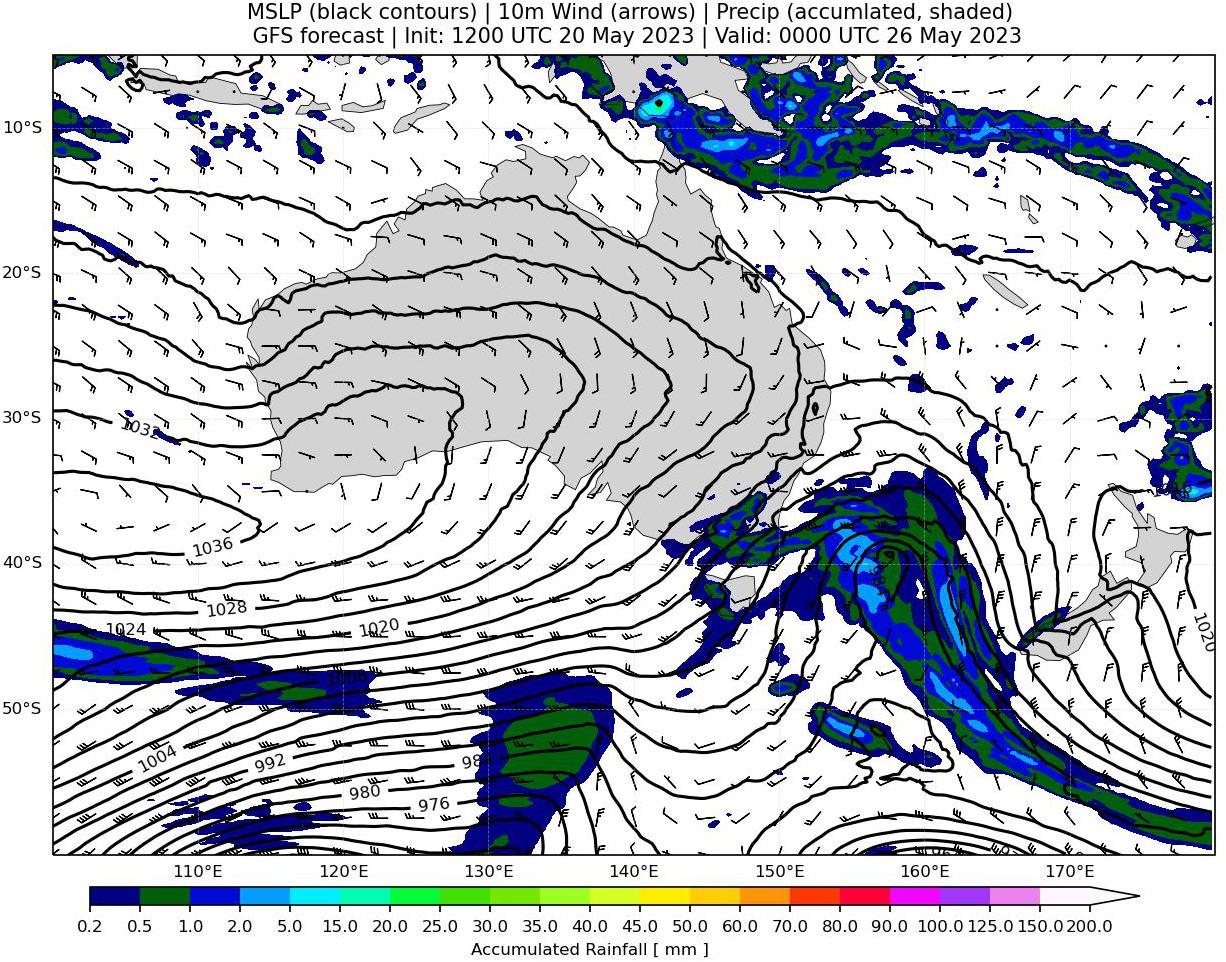 MSLP (black contours) | 10m Wind (arrows) | Precip (accumlated, shaded)
GFS forecast | Init: 1200 UTC 20 May 2023 | Valid: 0000 UTC 26 May 2023
10°S
20°S
30°S
1032
1036
40°S
1028
1024
1020
1020
1008
50°S
1004
992
984
980
976
110°E 120°E 130°E 140°E 150°E 160°E 170°E
0.2 0.5 1.0 2.0 5.0 10.0 15.0 20.0 25.0 30.0 35.0 40.0 45.0 50.0 60.0 70.0 80.0 90.0 100.0 125.0 150.0 200.0
Accumulated Rainfall [ mm ]